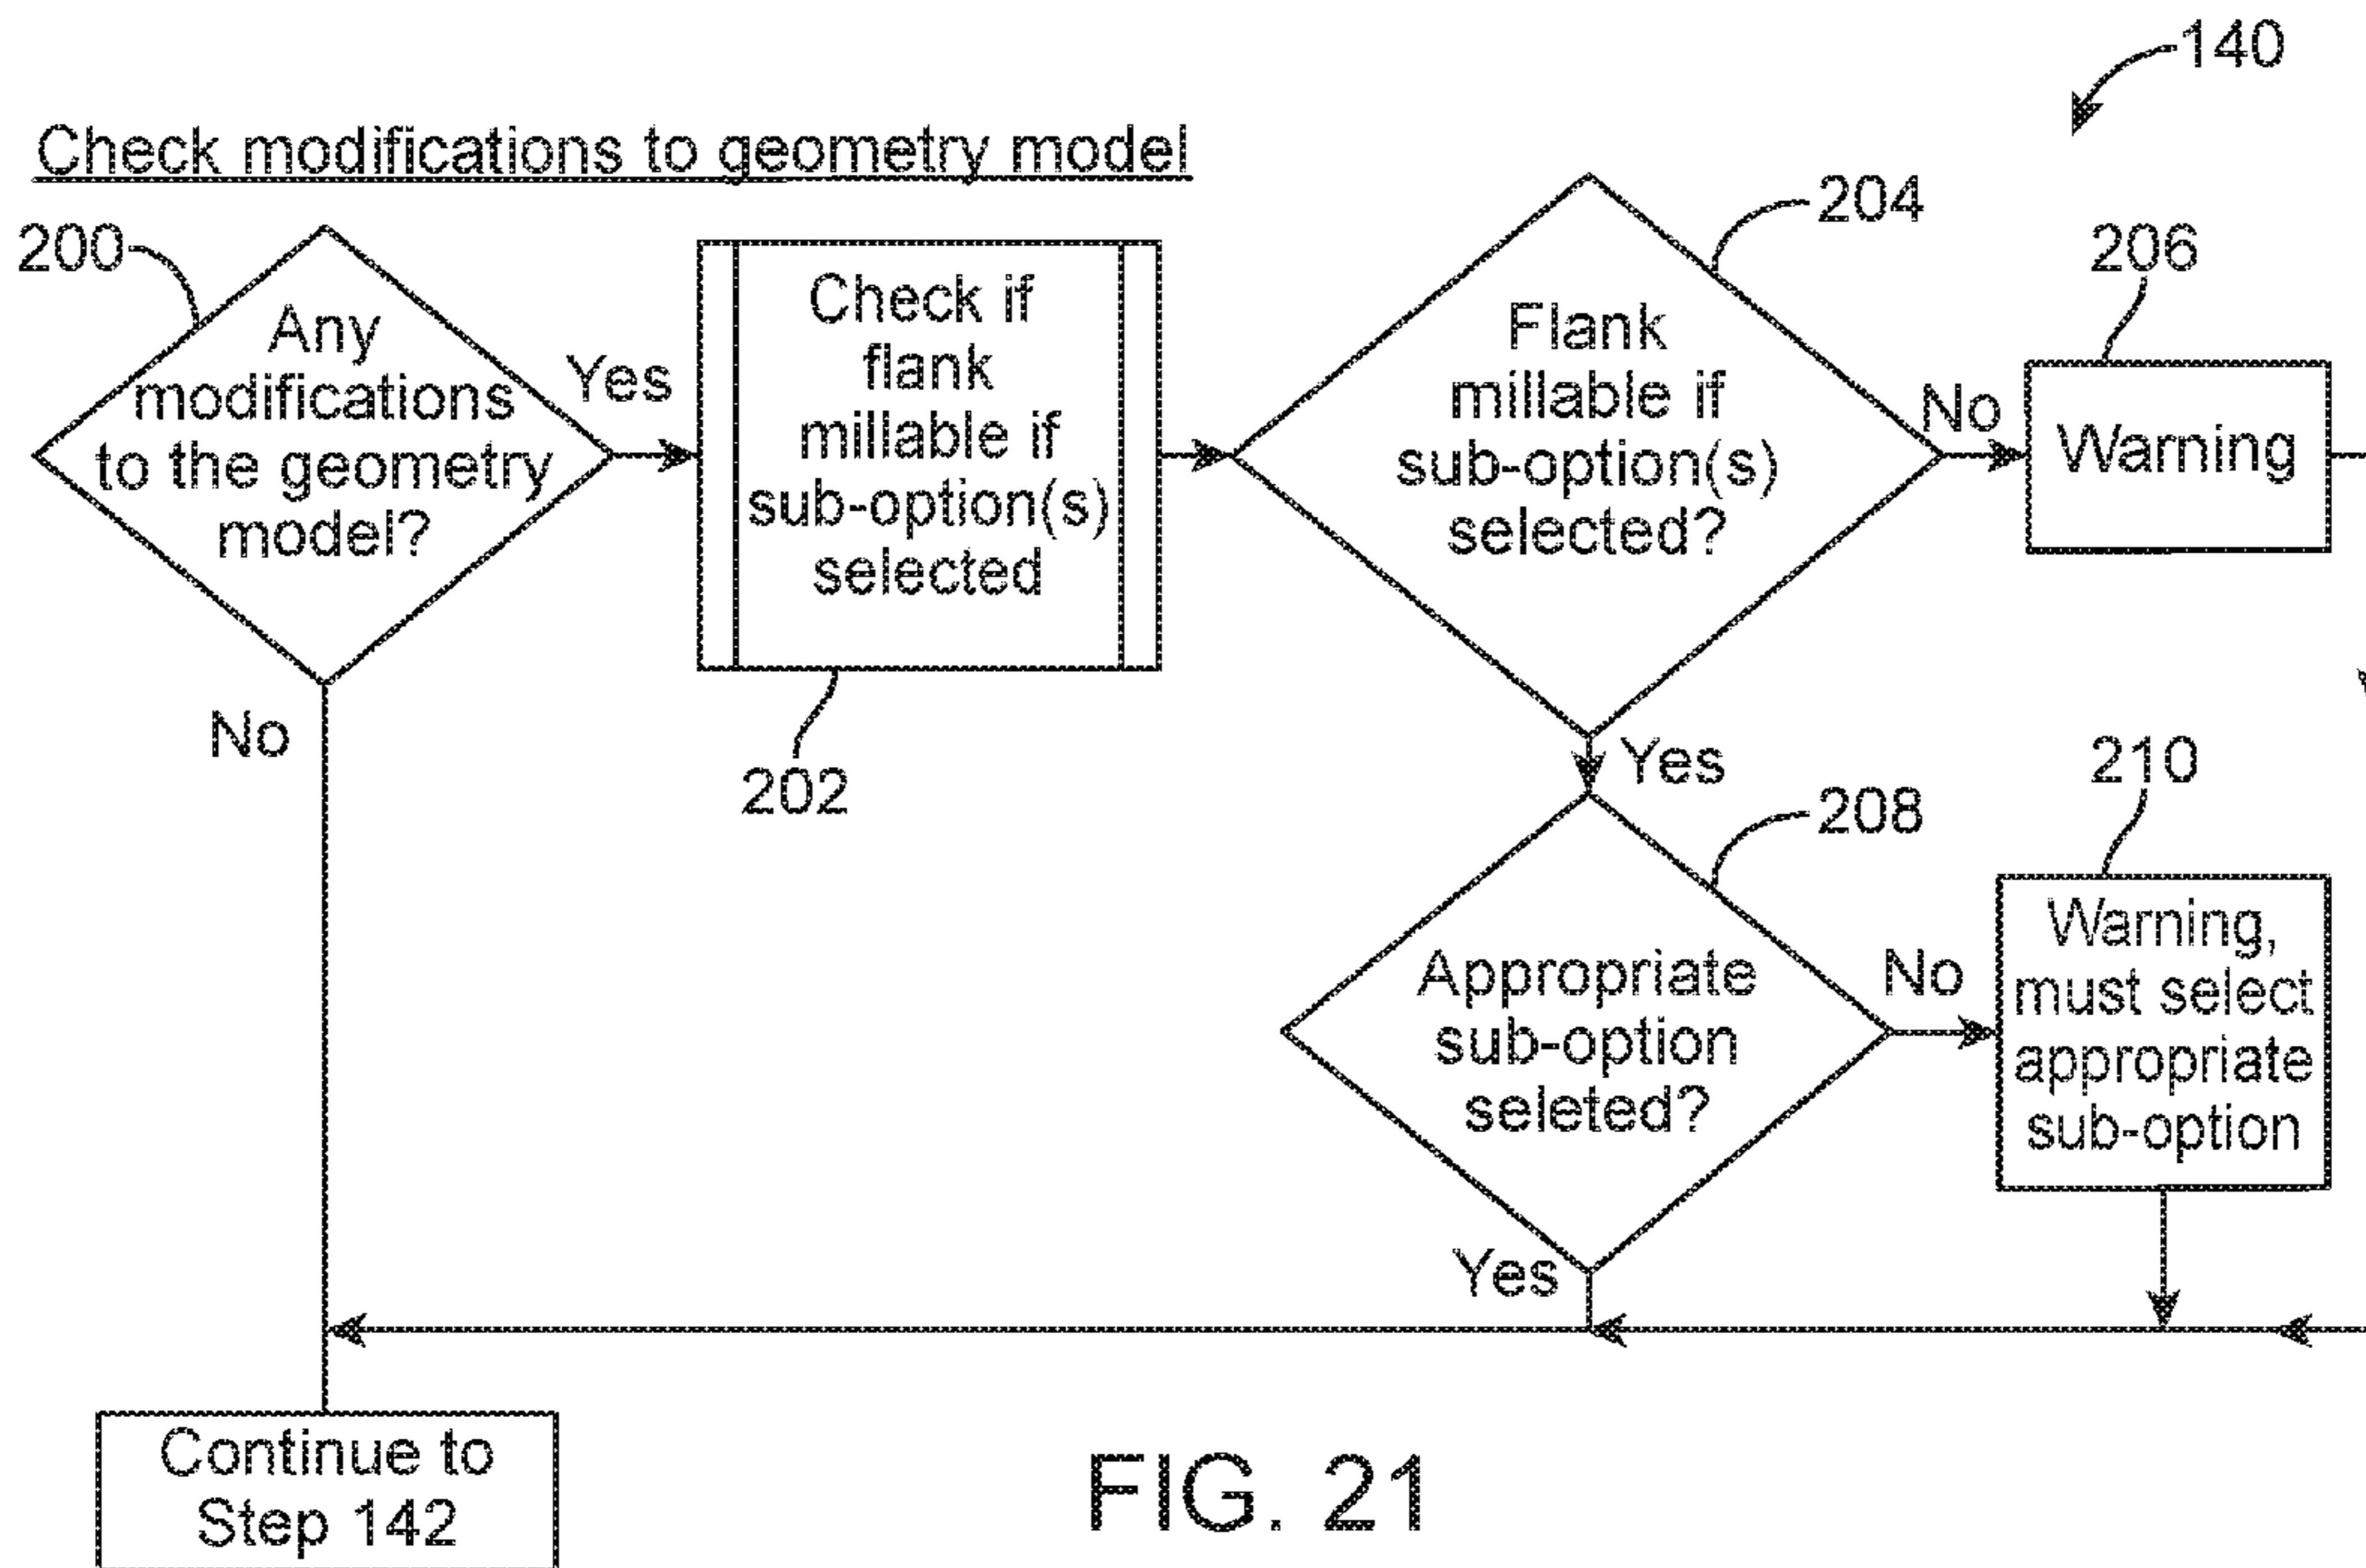 140
Check modifications to geometry model
200
Any
modifications
to the geometry
model?
Yes
No
Check if
flank
millable if
sub-option(s)
selected
202
204
Flank
millable if
sub-option(s)
selected?
No
Yes
206
Warning
208
Appropriate
sub-option
seleted?
No
Yes
210
Warning,
must select
appropriate
sub-option
Continue to
Step 142
FIG. 21